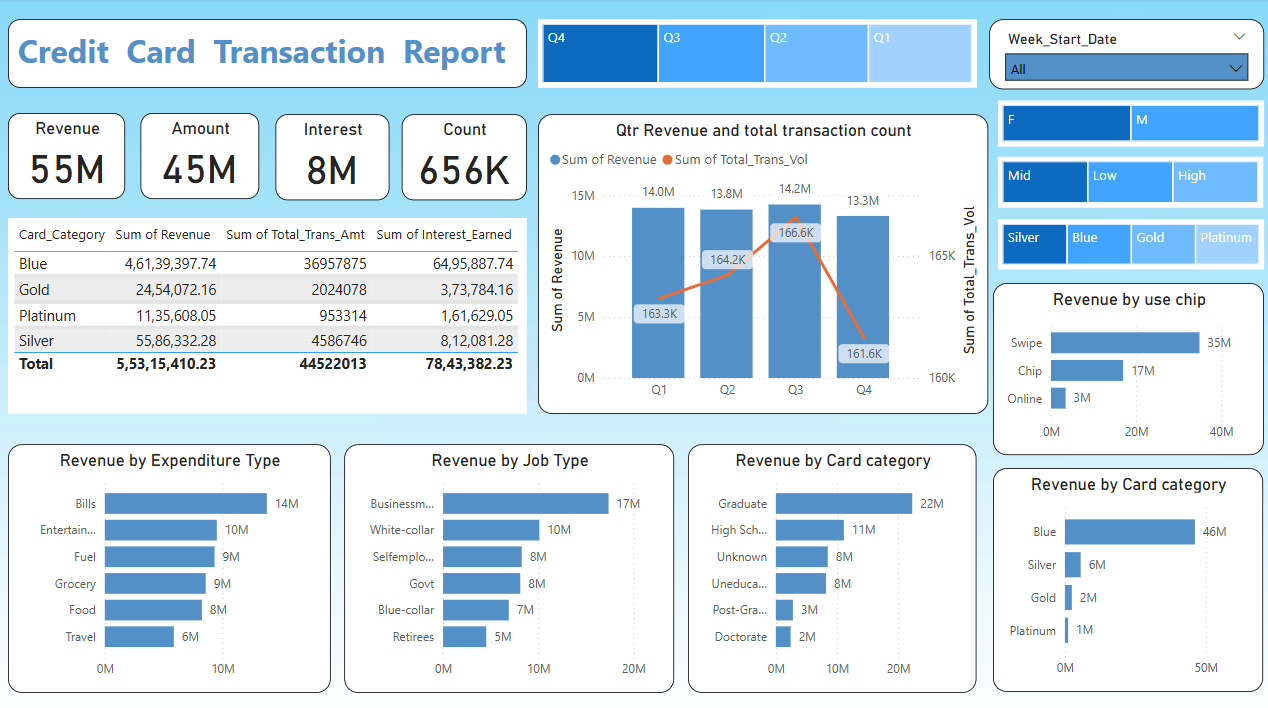 Credit Card Transaction Report
Q4 Q3 Q2 Q1
Week_Start_Date
All
F M
Mid Low High
Silver Blue Gold Platinum
Revenue
55M
Amount
45M
Interest
8M
Count
656K
Card_Category Sum of Revenue Sum of Total_Trans_Amt Sum of Interest_Earned
Blue 4,61,39,397.74 36957875 64,95,887.74
Gold 24,54,072.16 2024078 3,73,784.16
Platinum 11,35,608.05 953314 1,61,629.05
Silver 55,86,332.28 4586746 8,12,081.28
Total 5,53,15,410.23 44522013 78,43,382.23
Qtr Revenue and total transaction count
Sum of Revenue Sum of Total_Trans_Vol
Sum of Revenue
15M
10M
5M
0M
14.0M 13.8M 14.2M 13.3M
163.3K 164.2K 166.6K 161.6K
Q1 Q2 Q3 Q4
165K
160K
Sum of Total_Trans_Vol
Revenue by use chip
Swipe 35M
Chip 17M
Online 3M
0M 20M 40M
Revenue by Expenditure Type
Bills 14M
Entertain... 10M
Fuel 9M
Grocery 9M
Food 8M
Travel 6M
0M 10M
Revenue by Job Type
Businessm... 17M
White-collar 10M
Selfemplo... 8M
Govt 8M
Blue-collar 7M
Retirees 5M
0M 10M 20M
Revenue by Card category
Graduate 22M
High Sch... 11M
Unknown 8M
Uneduca... 8M
Post-Gra... 3M
Doctorate 2M
0M 10M 20M
Revenue by Card category
Blue 46M
Silver 6M
Gold 2M
Platinum 1M
0M 50M